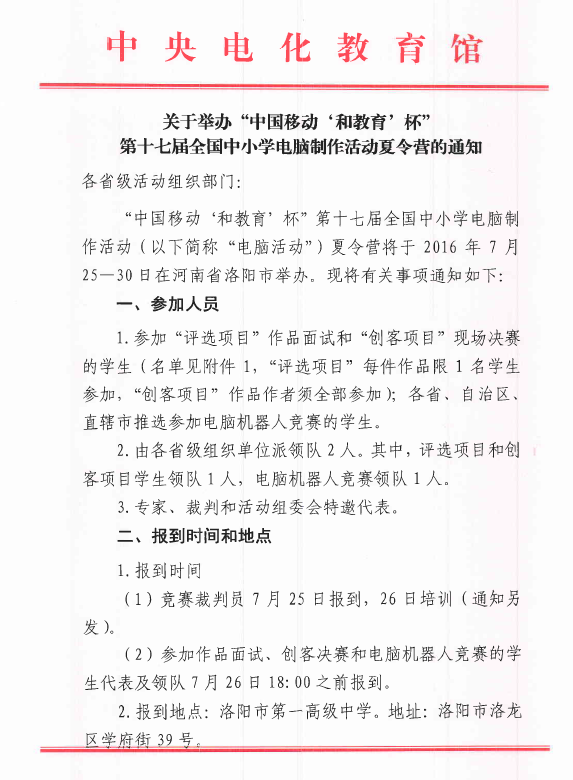 中央电化教育馆
关于举办“中国移动‘和教育’杯”
第十七届全国中小学电脑制作活动夏令营的通知
各省级活动组织部门：
“中国移动‘和教育’杯”第十七届全国中小学电脑制
作活动（以下简称“电脑活动”）夏令营将于 2016 年 7 月
25—30 日在河南省洛阳市举办。现将有关事项通知如下：
一、参加人员
1. 参加“评选项目”作品面试和“创客项目”现场决赛
的学生（名单见附件 1，“评选项目”每件作品限 1 名学生
参加，“创客项目”作品作者须全部参加）；各省、自治区、
直辖市推选参加电脑机器人竞赛的学生。
2. 由各省级组织单位派领队 2 人。其中，评选项目和创
客项目学生领队 1 人，电脑机器人竞赛领队 1 人。
3. 专家、裁判和活动组委会特邀代表。
二、报到时间和地点
1. 报到时间
（1）竞赛裁判员 7 月 25 日报到，26 日培训（通知另
发）。
（2）参加作品面试、创客决赛和电脑机器人竞赛的学
生代表及领队 7 月 26 日 18:00 之前报到。
2. 报到地点：洛阳市第一高级中学。地址：洛阳市洛龙
区学府街 39 号。